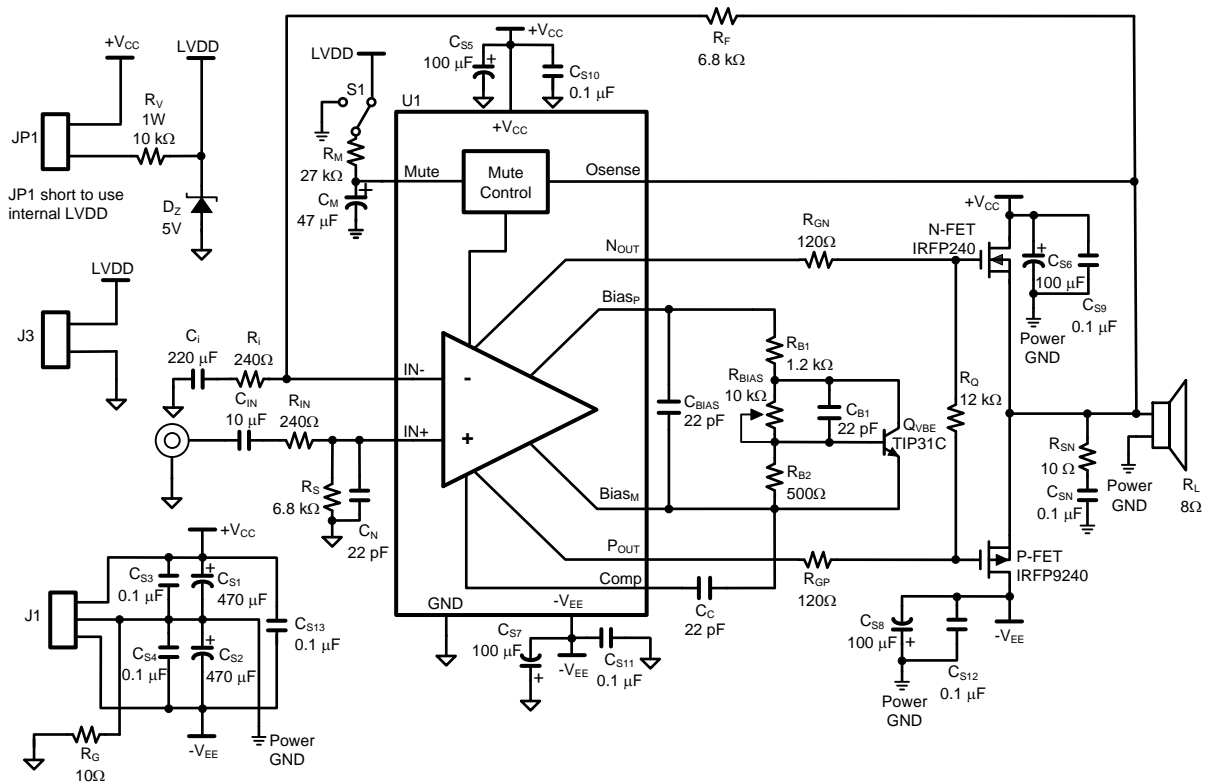 +VCC
LVDD
RV
1W
10 kΩ
JP1
JP1 short to use
internal LVDD
DZ
5V
LVDD
J3
Ci
220 µF
Ri
240Ω
CIN
10 µF
RIN
240Ω
RS
6.8 kΩ
CN
22 pF
+VCC
CS3
0.1 µF
CS1
470 µF
J1
CS4
0.1 µF
CS2
470 µF
CS13
0.1 µF
-VEE
Power
GND
RG
10Ω
LVDD
S1
RM
27 kΩ
CM
47 µF
CS5
100 µF
+
+VCC
CS10
0.1 µF
RF
6.8 kΩ
U1
+VCC
Mute
Mute
Control
Osense
NOUT
BiasP
IN-
-
IN+
+
BiasM
POUT
Comp
GND
-VEE
CS7
100 µF
+
-VEE
CS11
0.1 µF
CC
22 pF
CBIAS
22 pF
RB1
1.2 kΩ
RBIAS
10 kΩ
CB1
22 pF
QVBE
TIP31C
RB2
500Ω
RGN
120Ω
RGP
120Ω
RQ
12 kΩ
+VCC
N-FET
IRFP240
+
CS6
100 µF
CS9
0.1 µF
Power
GND
RSN
10 Ω
CSN
0.1 µF
Power
GND
RL
8Ω
P-FET
IRFP9240
CS8
100 µF
+
-VEE
CS12
0.1 µF
Power
GND